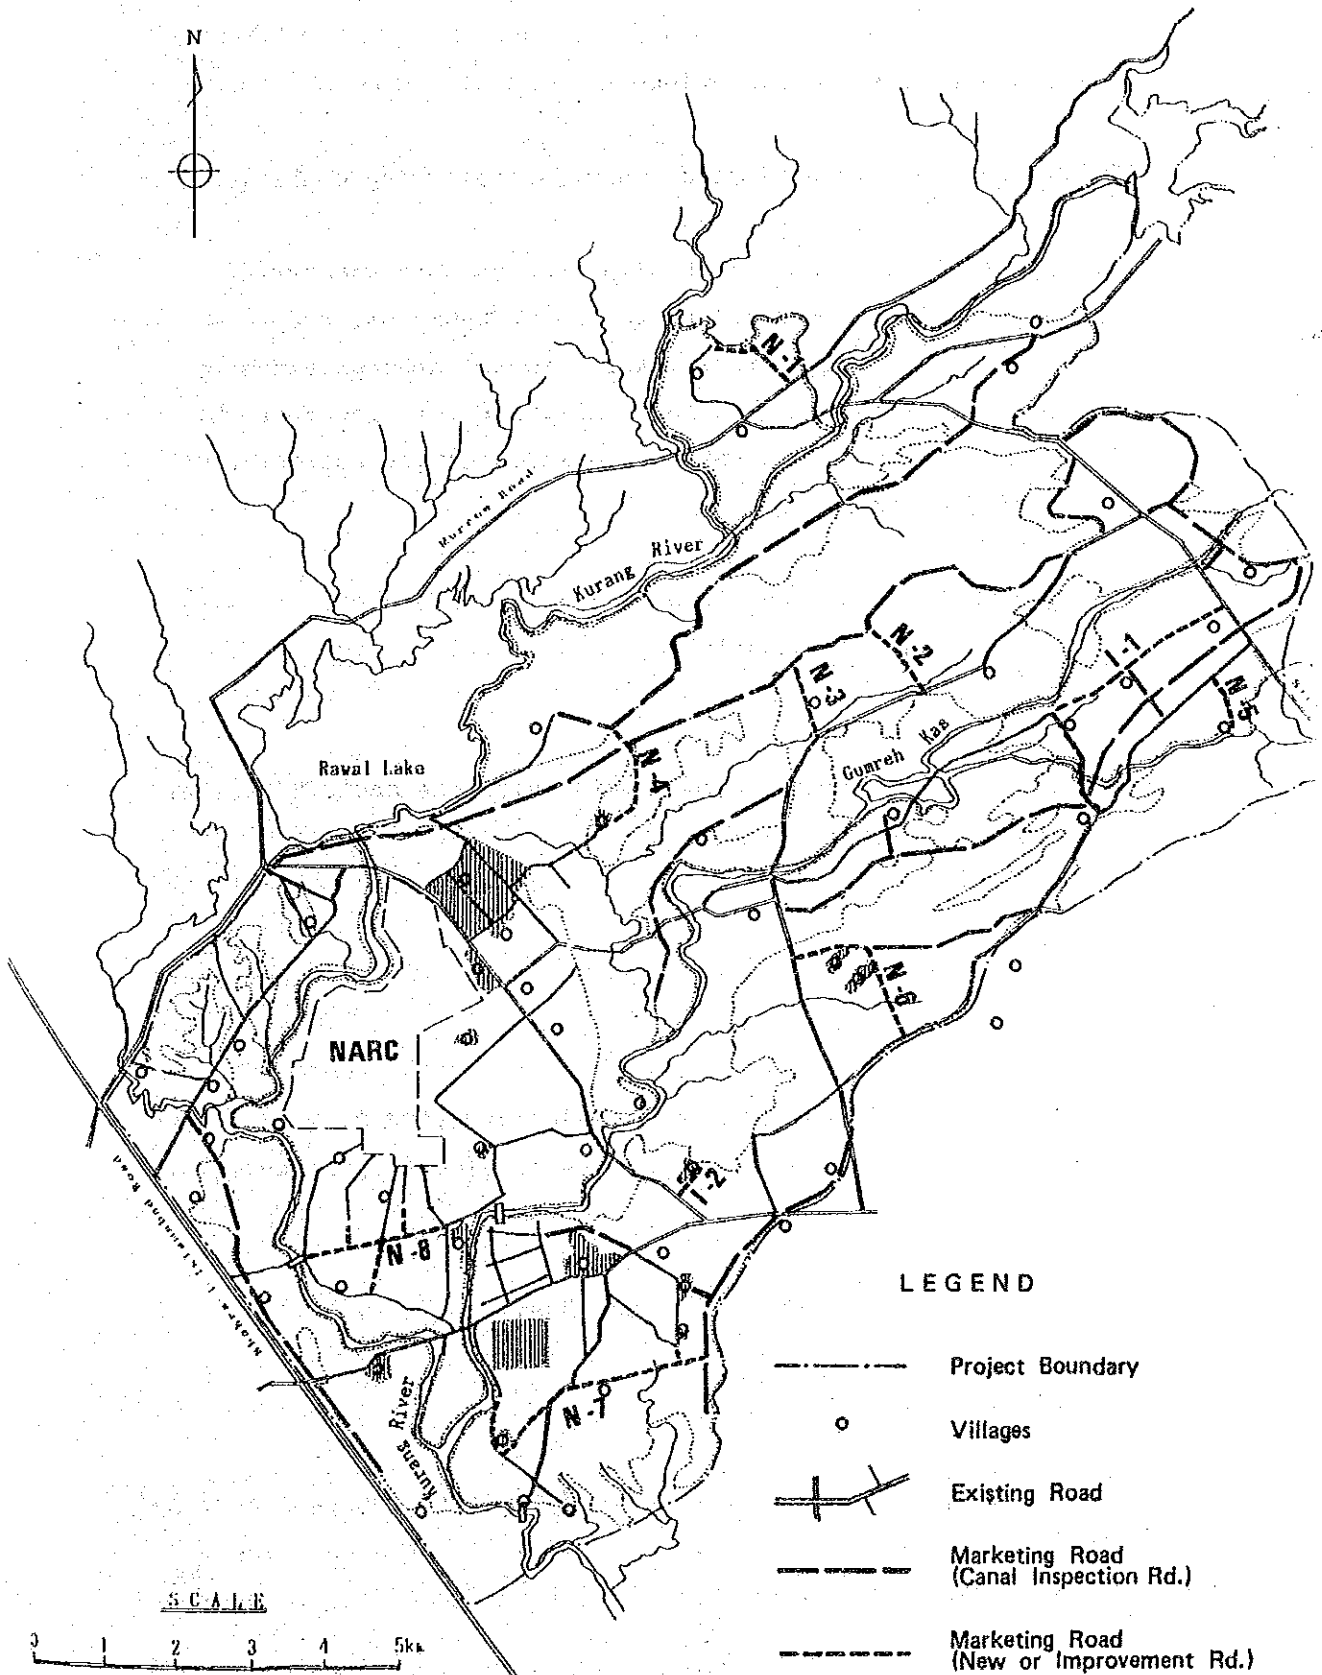 N
N-1
Murree Road
River
Kurang
N-2
I-1
N-3
N-5
Kas
Gumreh
Rawal Lake
N-4
N-6
NARC
I-2
N-8
Islamabad Road
LEGEND
Project Boundary
Villages
Existing Road
Marketing Road
(Canal Inspection Rd.)
Marketing Road
(New or Improvement Rd.)
N-7
Kurang River
SCALE
0 1 2 3 4 5km